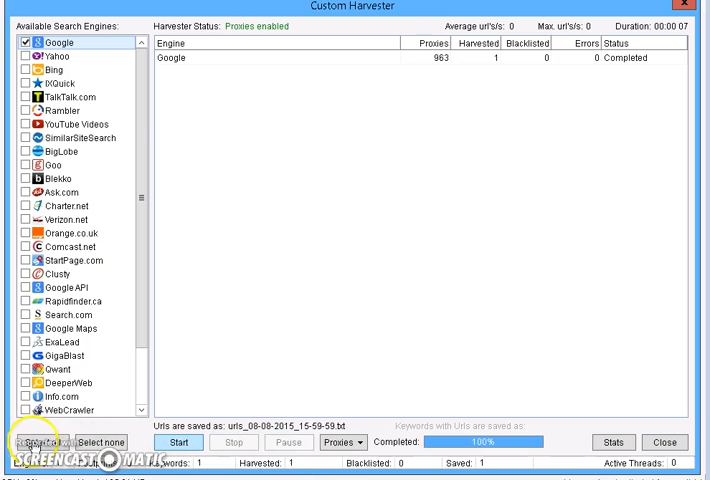 Custom Harvester
x
Available Search Engines:
Harvester Status: Proxies enabled
Average url's/s: 0
Max. url's/s: 0
Duration: 00:00 07
Engine
Proxies
Harvested
Blacklisted
Errors
Status
Google
963
1
0
0
Completed
Google
Yahoo
Bing
IXQuick
TalkTalk.com
Rambler
YouTube Videos
SimilarSiteSearch
BigLobe
Goo
Blekko
Ask.com
Charter.net
Verizon.net
Orange.co.uk
Comcast.net
StartPage.com
Clusty
Google API
Rapidfinder.ca
Search.com
Google Maps
ExaLead
GigaBlast
Qwant
DeeperWeb
Info.com
WebCrawler
Urls are saved as: urls_08-08-2015_15-59-59.txt
Keywords with Urls are saved as:
Select none
Start
Stop
Pause
Proxies
Completed:
100%
Stats
Close
SCREENCAST MATIC
1
Harvested: 1
Blacklisted: 0
Saved: 1
Active Threads: 0